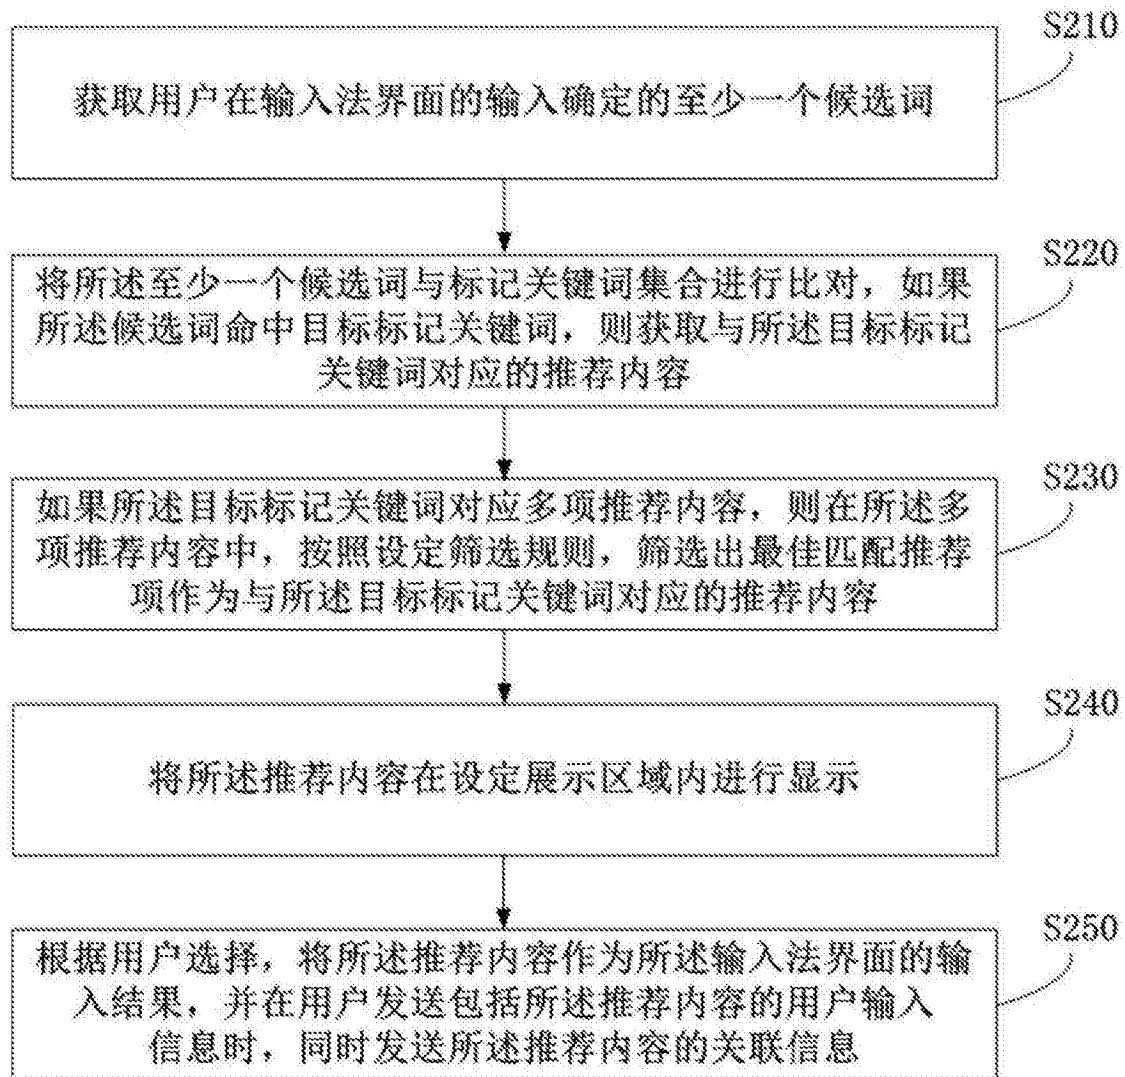 S210
获取用户在输入法界面的输入确定的至少一个候选词
S220
将所述至少一个候选词与标记关键词集合进行比对，如果
所述候选词命中目标标记关键词，则获取与所述目标标记
关键词对应的推荐内容
S230
如果所述目标标记关键词对应多项推荐内容，则在所述多
项推荐内容中，按照设定筛选规则，筛选出最佳匹配推荐
项作为与所述目标标记关键词对应的推荐内容
S240
将所述推荐内容在设定展示区域内进行显示
S250
根据用户选择，将所述推荐内容作为所述输入法界面的输
入结果，并在用户发送包括所述推荐内容的用户输入
信息时，同时发送所述推荐内容的关联信息